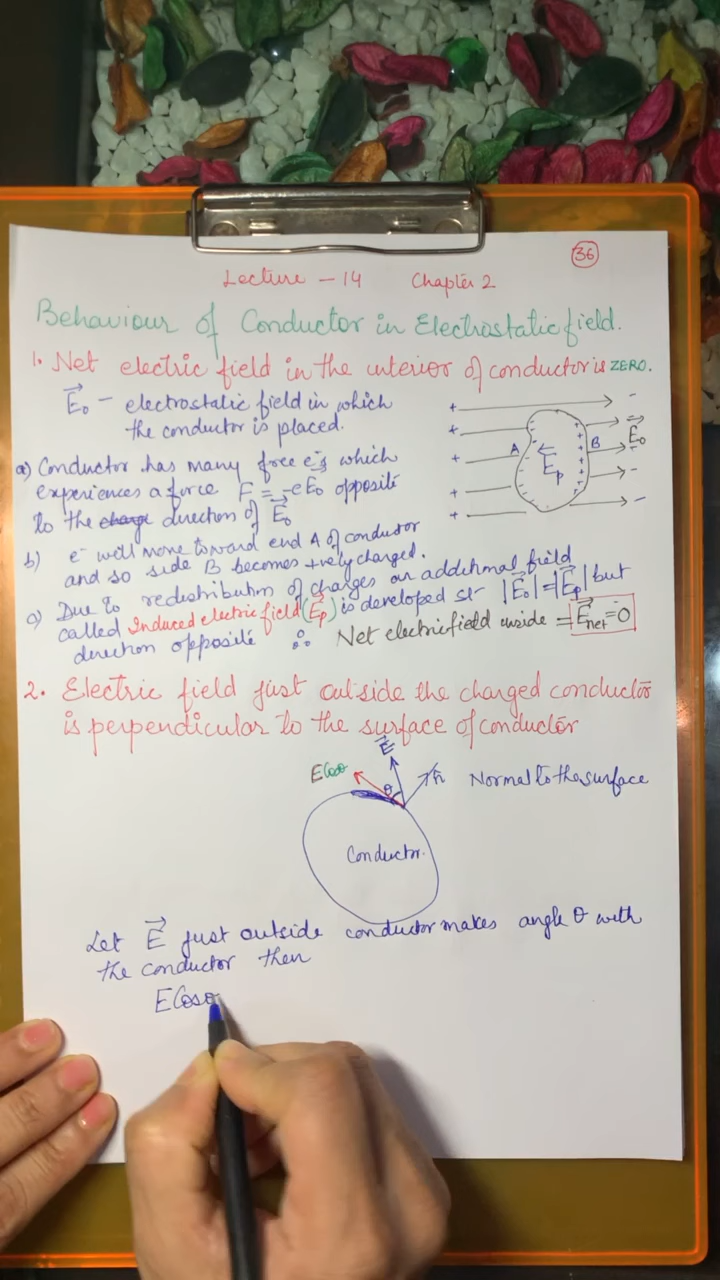 36
Lecture - 14 Chapter 2
Behaviour of Conductor in Electrostatic field.
1. Net electric field in the interior of conductor is ZERO.
E₀ - electrostatic field in which
the conductor is placed.
a) Conductor has many free e⁻s which
experiences a force F = -eE₀ opposite
to the direction of E₀
b) e⁻ will move toward end A of conductor
and so side B becomes +vely charged.
c) Due to redistribution of charges an additional field
called Induced electric field (Ep) is developed st |E₀| = |Ep| but
direction opposite ∴ Net electric field inside = Enet = 0
A Ep B E₀
2. Electric field just outside the charged conductor
is perpendicular to the surface of conductor
E
ECosθ θ n̂ Normal to the surface
Conductor.
Let E just outside conductor makes angle θ with
the conductor then
ECosθ